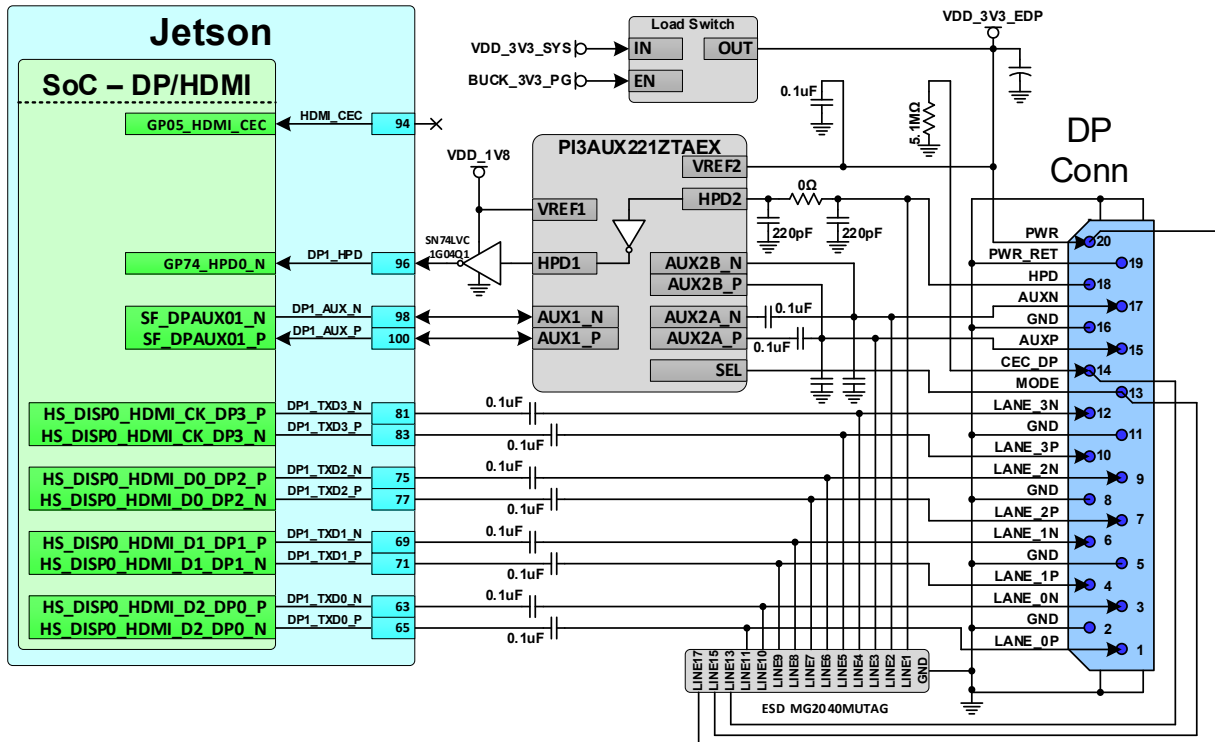 Jetson
SoC – DP/HDMI
GP05_HDMI_CEC
HDMI_CEC
94
GP74_HPD0_N
DP1_HPD
96
SF_DPAUX01_N
DP1_AUX_N
98
SF_DPAUX01_P
DP1_AUX_P
100
HS_DISP0_HDMI_CK_DP3_P
DP1_TXD3_N
81
HS_DISP0_HDMI_CK_DP3_N
DP1_TXD3_P
83
HS_DISP0_HDMI_D0_DP2_P
DP1_TXD2_N
75
HS_DISP0_HDMI_D0_DP2_N
DP1_TXD2_P
77
HS_DISP0_HDMI_D1_DP1_P
DP1_TXD1_N
69
HS_DISP0_HDMI_D1_DP1_N
DP1_TXD1_P
71
HS_DISP0_HDMI_D2_DP0_P
DP1_TXD0_N
63
HS_DISP0_HDMI_D2_DP0_N
DP1_TXD0_P
65
VDD_1V8
SN74LVC
1G04Q1
0.1uF
0.1uF
0.1uF
0.1uF
0.1uF
0.1uF
0.1uF
0.1uF
Load Switch
VDD_3V3_SYS
IN
OUT
BUCK_3V3_PG
EN
VDD_3V3_EDP
0.1uF
5.1MΩ
PI3AUX221ZTAEX
VREF2
VREF1
HPD2
HPD1
AUX2B_N
AUX2B_P
AUX1_N
AUX2A_N
AUX1_P
AUX2A_P
SEL
0Ω
220pF
220pF
0.1uF
0.1uF
DP
Conn
PWR
20
PWR_RET
19
HPD
18
AUXN
17
GND
16
AUXP
15
CEC_DP
14
MODE
13
LANE_3N
12
GND
11
LANE_3P
10
LANE_2N
9
GND
8
LANE_2P
7
LANE_1N
6
GND
5
LANE_1P
4
LANE_0N
3
GND
2
LANE_0P
1
LINE17
LINE15
LINE13
LINE11
LINE10
LINE9
LINE8
LINE7
LINE6
LINE5
LINE4
LINE3
LINE2
LINE1
GND
ESD MG2040MUTAG